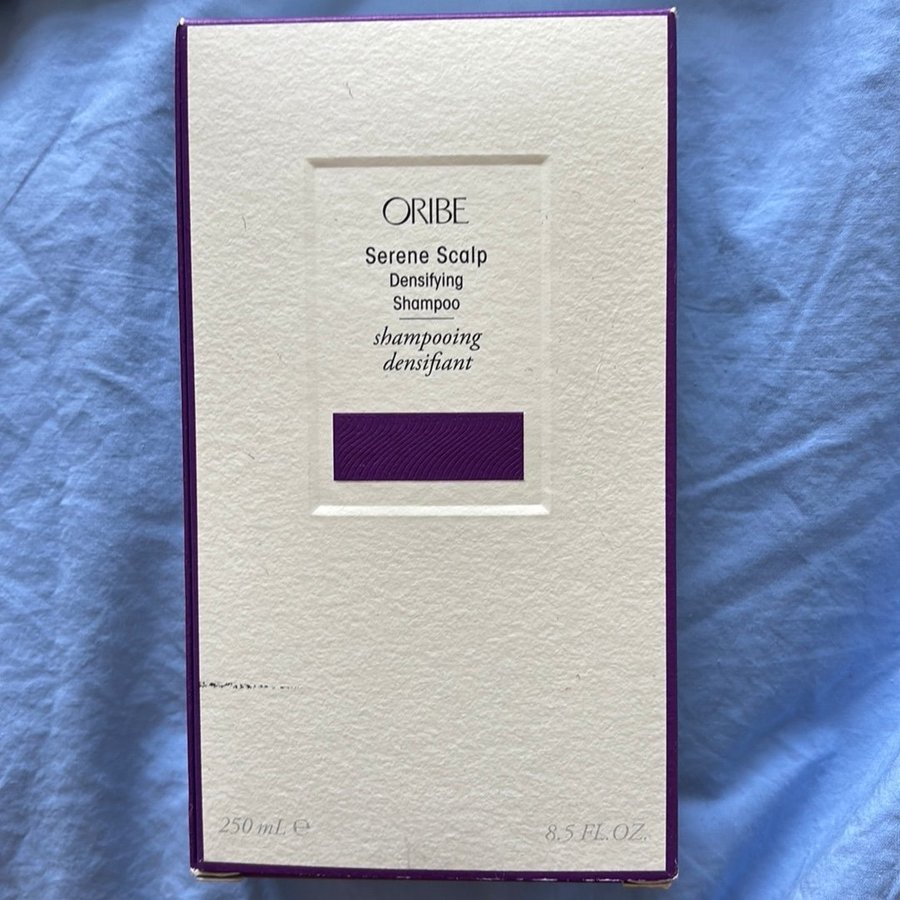 ORIBE
Serene Scalp
Densifying
Shampoo
shampooing
densifiant
250 mL ℮
8.5 FL.OZ.